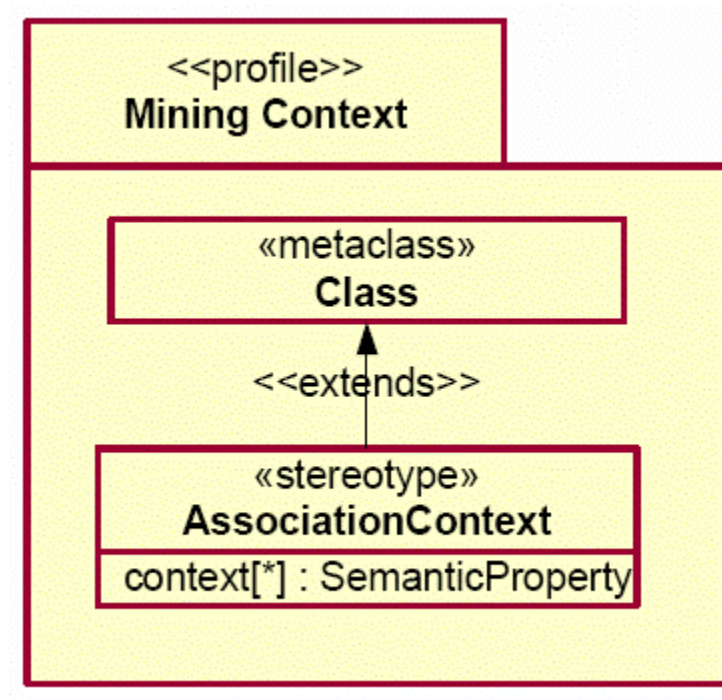 <<profile>>
Mining Context
«metaclass»
Class
<<extends>>
«stereotype»
AssociationContext
context[*] : SemanticProperty